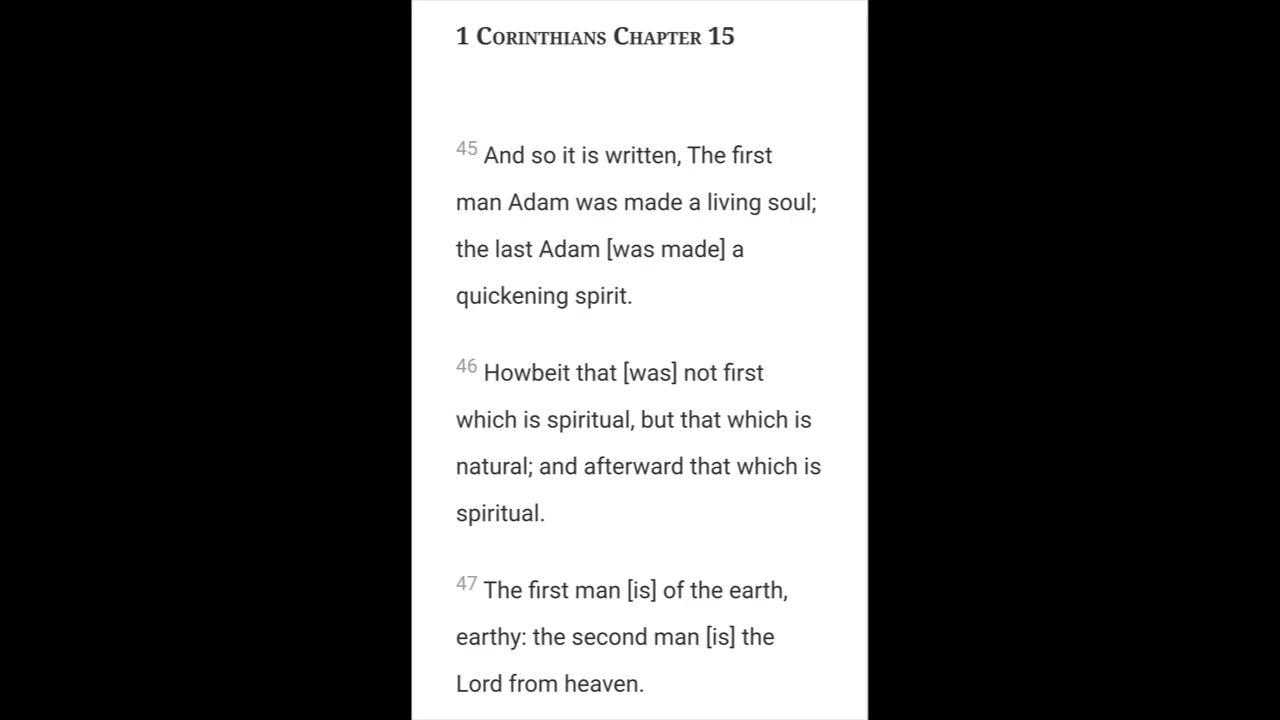 1 Corinthians Chapter 15
45 And so it is written, The first
man Adam was made a living soul;
the last Adam [was made] a
quickening spirit.
46 Howbeit that [was] not first
which is spiritual, but that which is
natural; and afterward that which is
spiritual.
47 The first man [is] of the earth,
earthy: the second man [is] the
Lord from heaven.